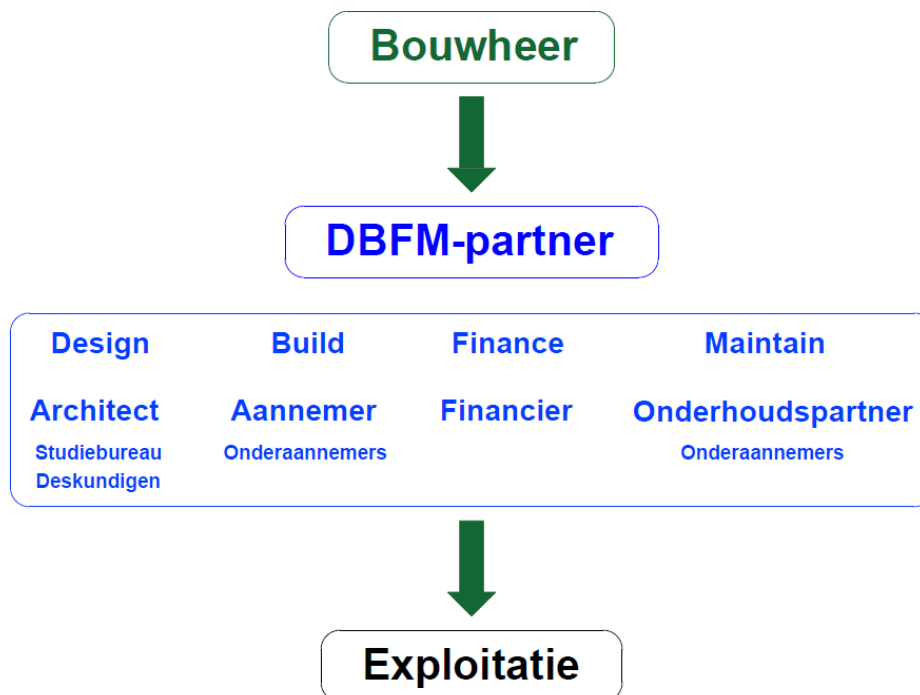 Bouwheer
DBFM-partner
Design Build Finance Maintain
Architect Aannemer Financier Onderhoudspartner
Studiebureau Onderaannemers Onderaannemers
Deskundigen
Exploitatie